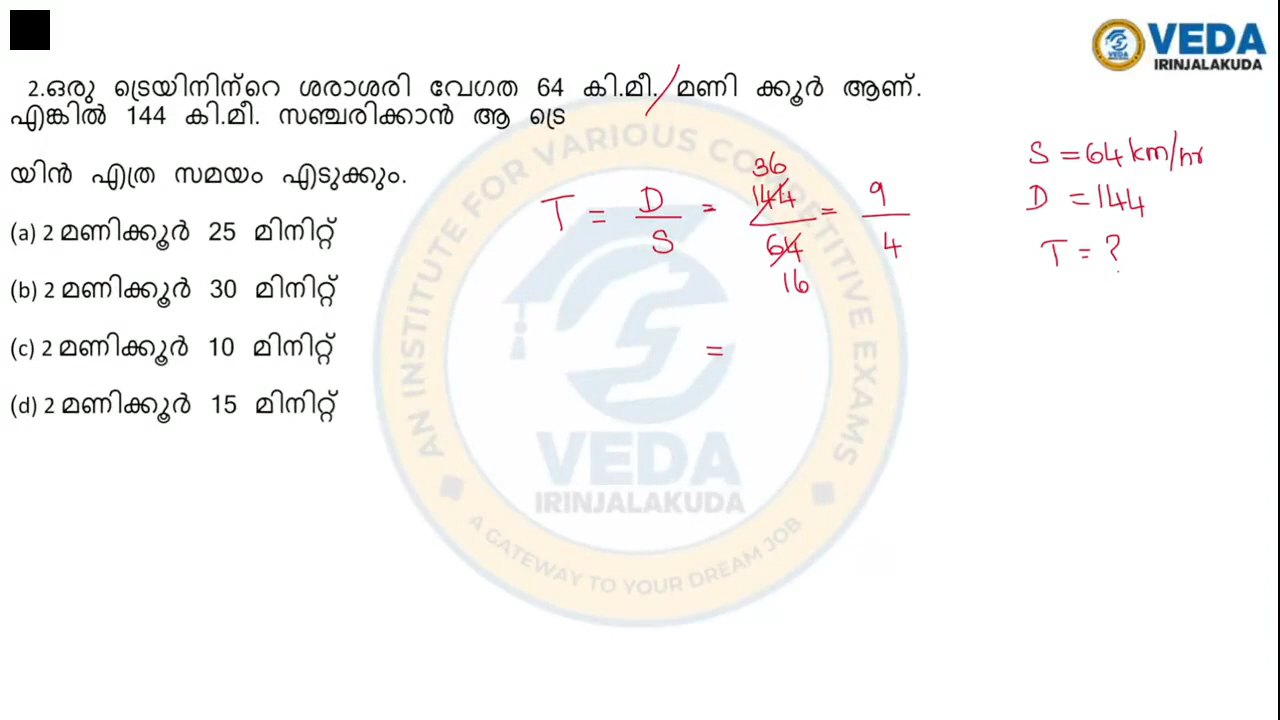 VEDA
IRINJALAKUDA
2.ഒരു ട്രെയിനിന്റെ ശരാശരി വേഗത 64 കി.മീ./മണി ക്കൂർ ആണ്.
എങ്കിൽ 144 കി.മീ. സഞ്ചരിക്കാൻ ആ ട്രെ
യിൻ എത്ര സമയം എടുക്കും.
(a) 2 മണിക്കൂർ 25 മിനിറ്റ്
(b) 2 മണിക്കൂർ 30 മിനിറ്റ്
(c) 2 മണിക്കൂർ 10 മിനിറ്റ്
(d) 2 മണിക്കൂർ 15 മിനിറ്റ്
36
T = D/S = 144/64 = 9/4
16
=
S = 64 km/hr
D = 144
T = ?
AN INSTITUTE FOR VARIOUS COMPETITIVE EXAMS
VEDA
IRINJALAKUDA
A GATEWAY TO YOUR DREAM JOB